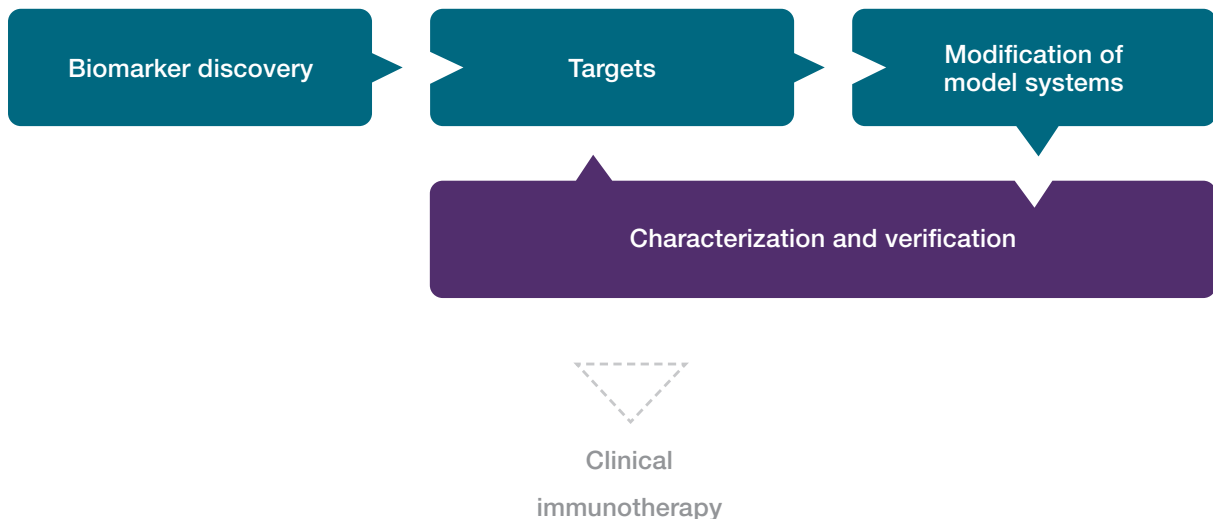 Biomarker discovery
Targets
Modification of
model systems
Characterization and verification
Clinical
immunotherapy